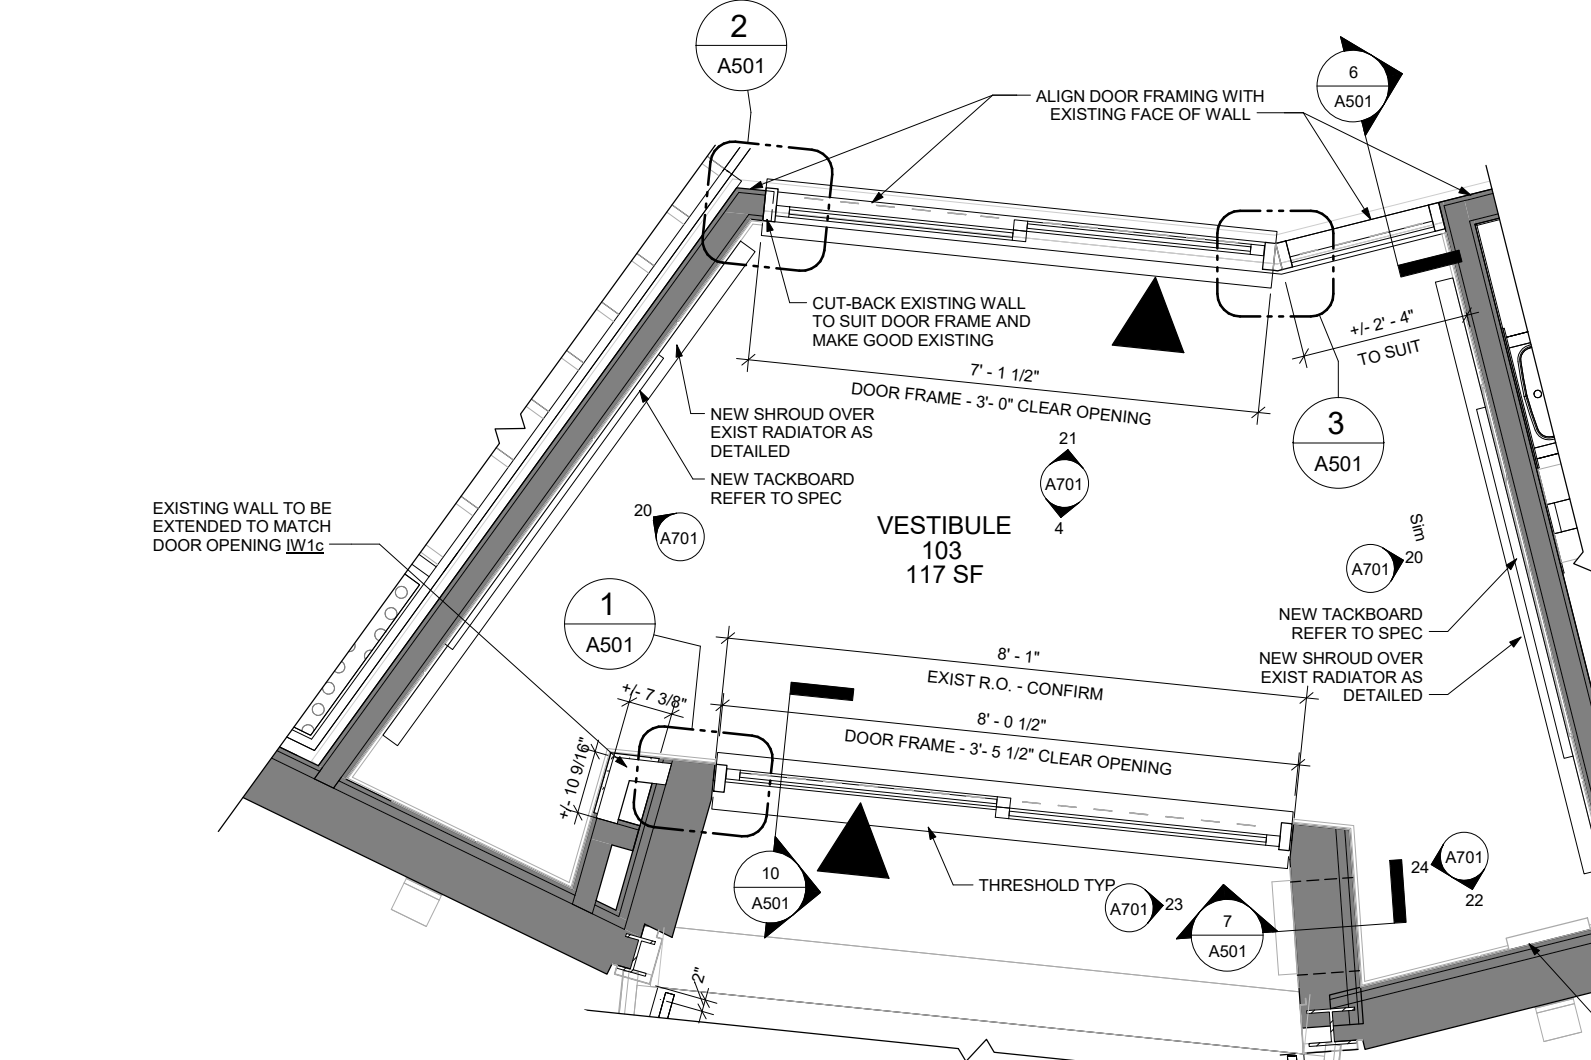 2
A501
6
A501
ALIGN DOOR FRAMING WITH
EXISTING FACE OF WALL
CUT-BACK EXISTING WALL
TO SUIT DOOR FRAME AND
MAKE GOOD EXISTING
+/- 2' - 4"
TO SUIT
7' - 1 1/2"
DOOR FRAME - 3'- 0" CLEAR OPENING
3
A501
NEW SHROUD OVER
EXIST RADIATOR AS
DETAILED
NEW TACKBOARD
REFER TO SPEC
21
A701
4
20
A701
EXISTING WALL TO BE
EXTENDED TO MATCH
DOOR OPENING IW1c
VESTIBULE
103
117 SF
Sim
A701
20
1
A501
NEW TACKBOARD
REFER TO SPEC
NEW SHROUD OVER
EXIST RADIATOR AS
DETAILED
8' - 1"
EXIST R.O. - CONFIRM
+/- 7 3/8"
8' - 0 1/2"
DOOR FRAME - 3'- 5 1/2" CLEAR OPENING
+/- 10 9/16"
10
A501
THRESHOLD TYP
A701
23
7
A501
24
A701
22
2"